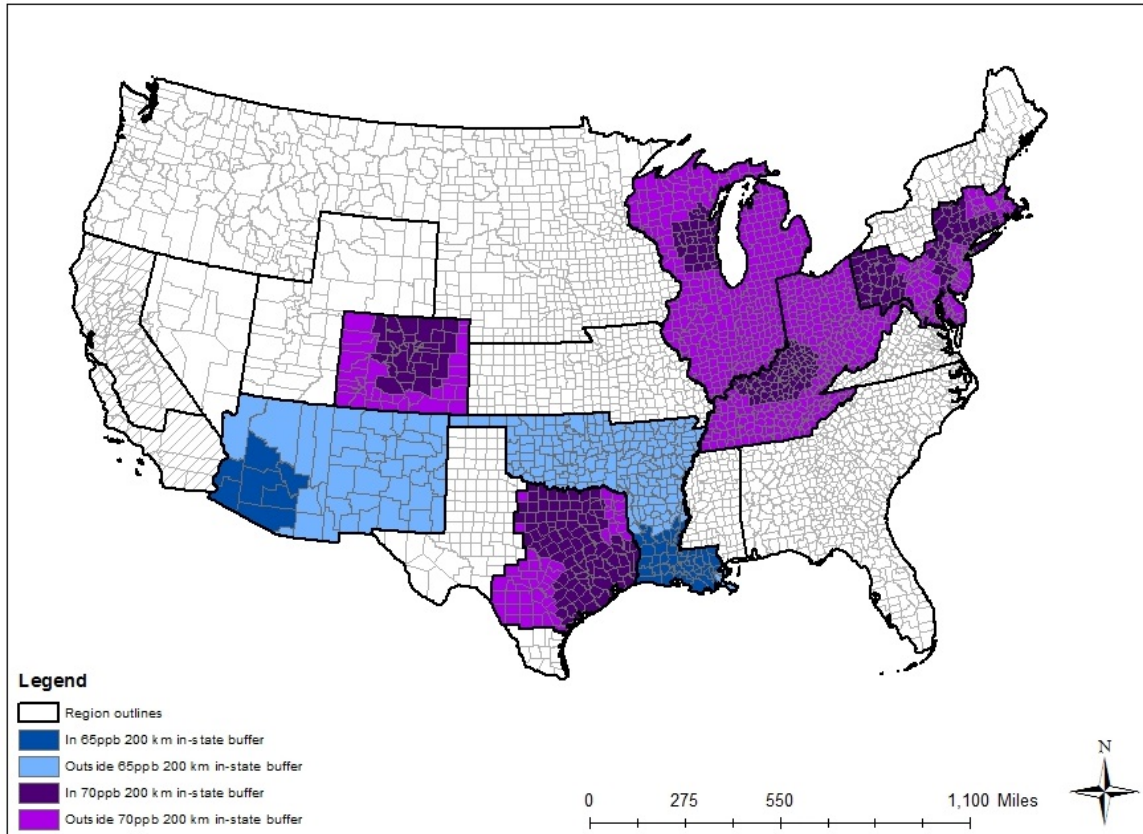 Legend
Region outlines
In 65ppb 200 km in-state buffer
Outside 65ppb 200 km in-state buffer
In 70ppb 200 km in-state buffer
Outside 70ppb 200 km in-state buffer
0 275 550 1,100 Miles
N